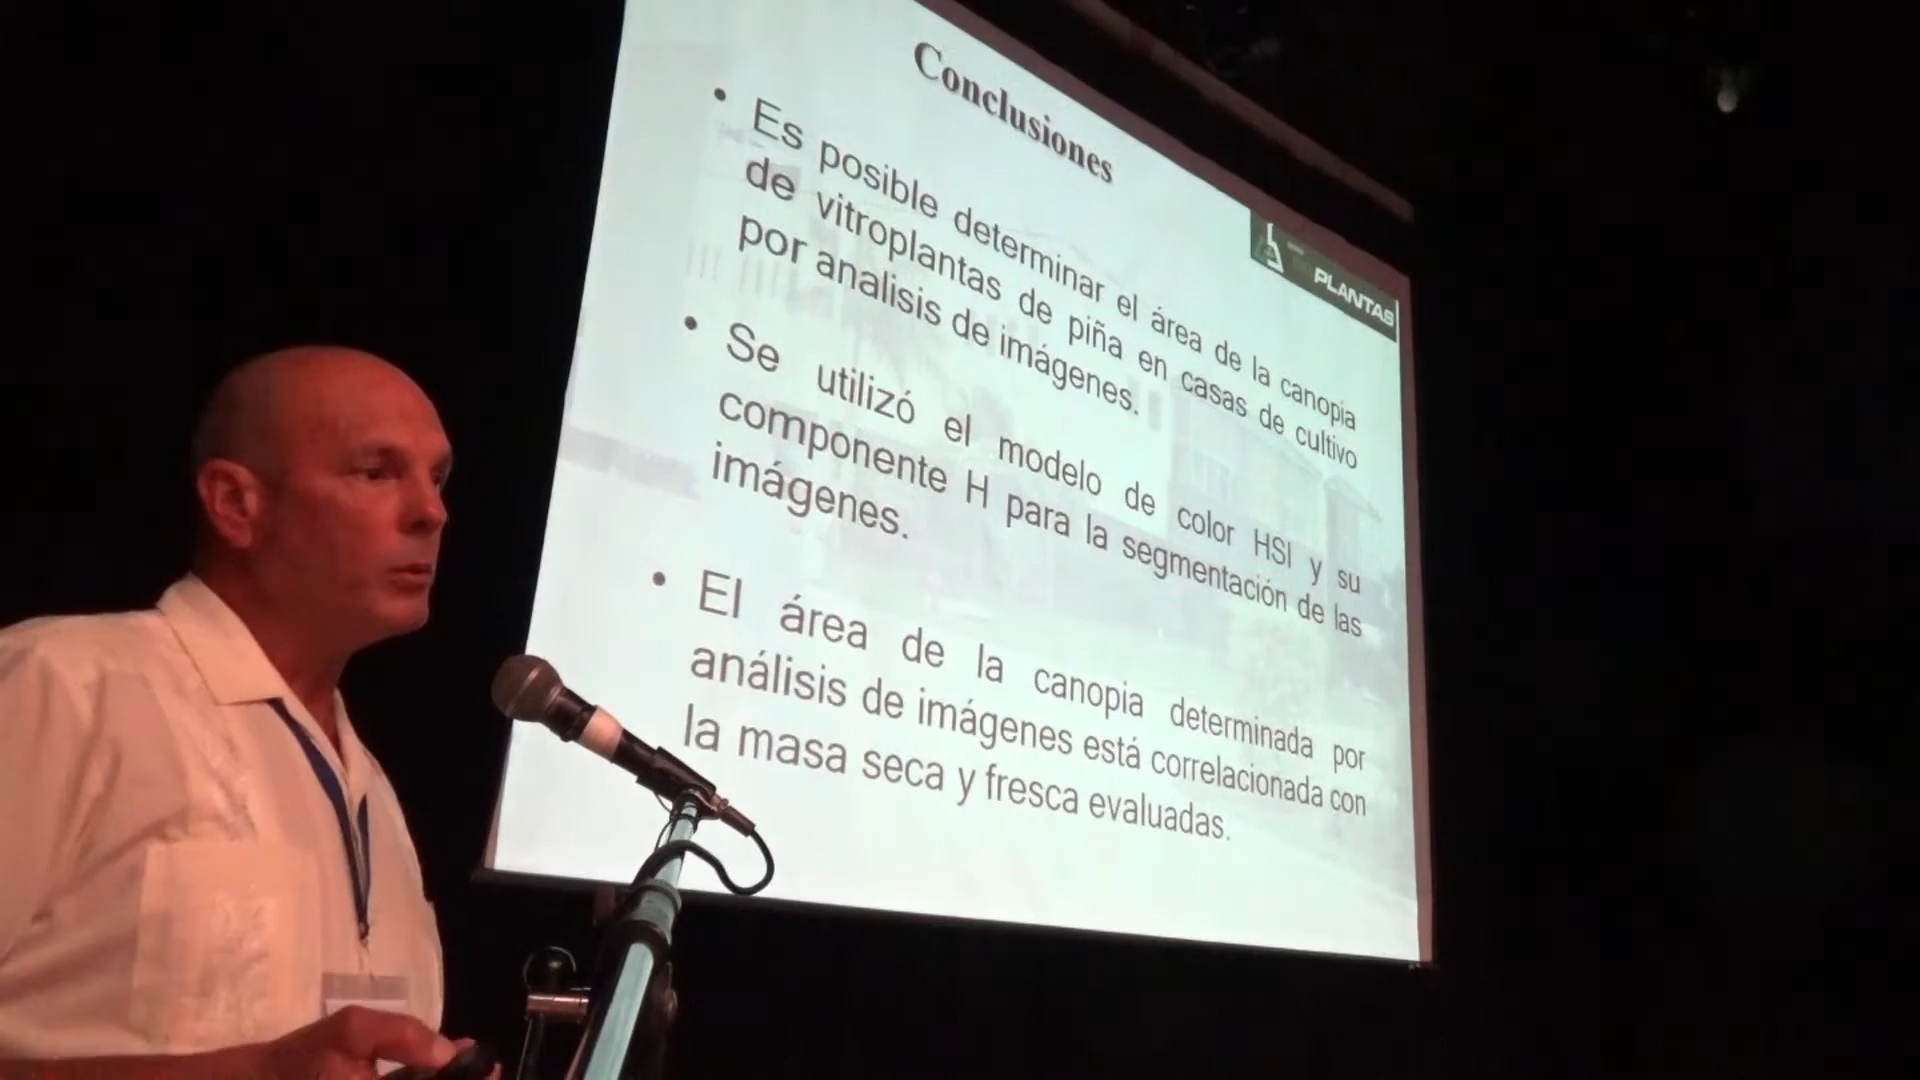 Conclusiones
• Es posible determinar el área de la canopia
de vitroplantas de piña en casas de cultivo
por analisis de imágenes.
• Se utilizó el modelo de color HSI y su
componente H para la segmentación de las
imágenes.
• El área de la canopia determinada por
análisis de imágenes está correlacionada con
la masa seca y fresca evaluadas.
PLANTAS